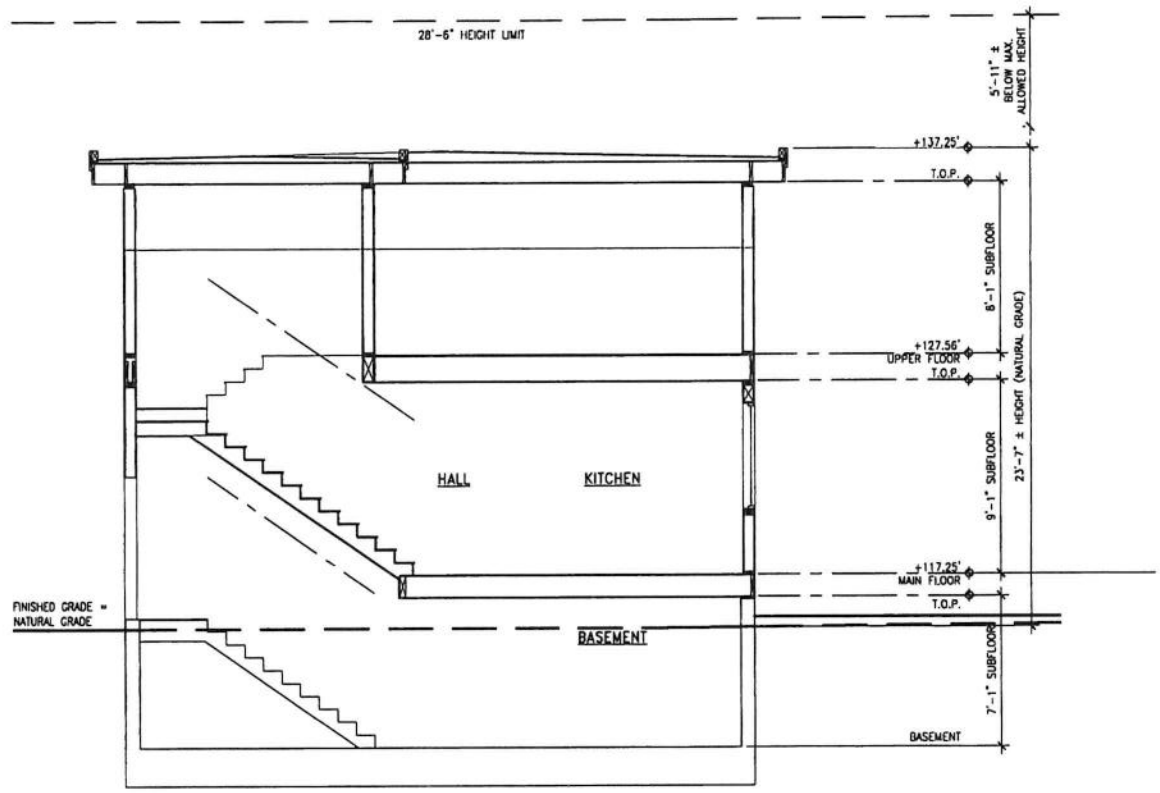 28'-6" HEIGHT LIMIT
5'-11" ±
BELOW MAX.
ALLOWED HEIGHT
+137.25'
T.O.P.
8'-1" SUBFLOOR
23'-7" ± HEIGHT (NATURAL GRADE)
+127.56'
UPPER FLOOR
T.O.P.
HALL
KITCHEN
9'-1" SUBFLOOR
+117.25'
MAIN FLOOR
T.O.P.
FINISHED GRADE =
NATURAL GRADE
BASEMENT
7'-1" SUBFLOOR
BASEMENT